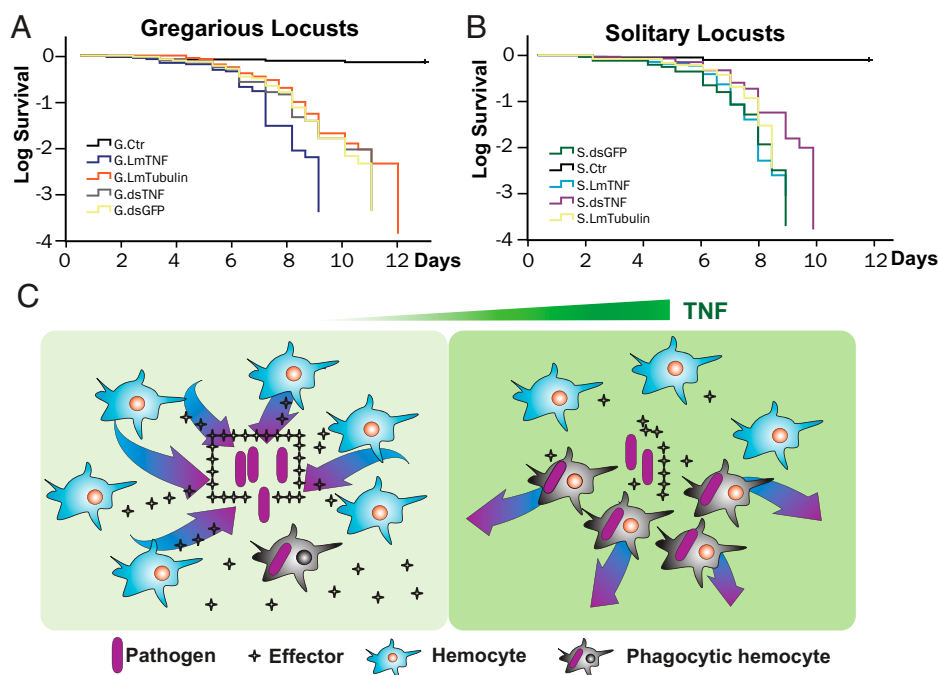 A
Gregarious Locusts
Log Survival
0
-1
-2
-3
-4
G.Ctr
G.LmTNF
G.LmTubulin
G.dsTNF
G.dsGFP
0 2 4 6 8 10 12 Days
B
Solitary Locusts
Log Survival
0
-1
-2
-3
-4
S.dsGFP
S.Ctr
S.LmTNF
S.dsTNF
S.LmTubulin
0 2 4 6 8 10 12 Days
C
TNF
Pathogen Effector Hemocyte Phagocytic hemocyte